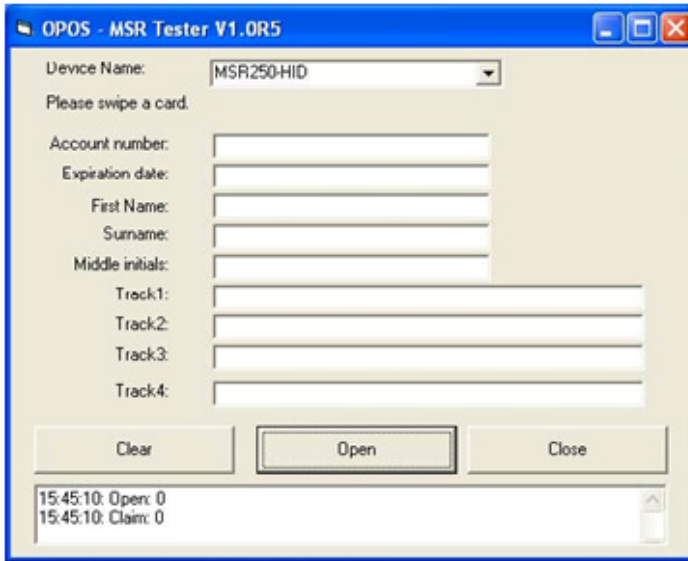 OPOS - MSR Tester V1.0R5
Device Name: MSR250-HID
Please swipe a card.
Account number:
Expiration date:
First Name:
Surname:
Middle initials:
Track1:
Track2:
Track3:
Track4:
Clear Open Close
15:45:10: Open: 0
15:45:10: Claim: 0